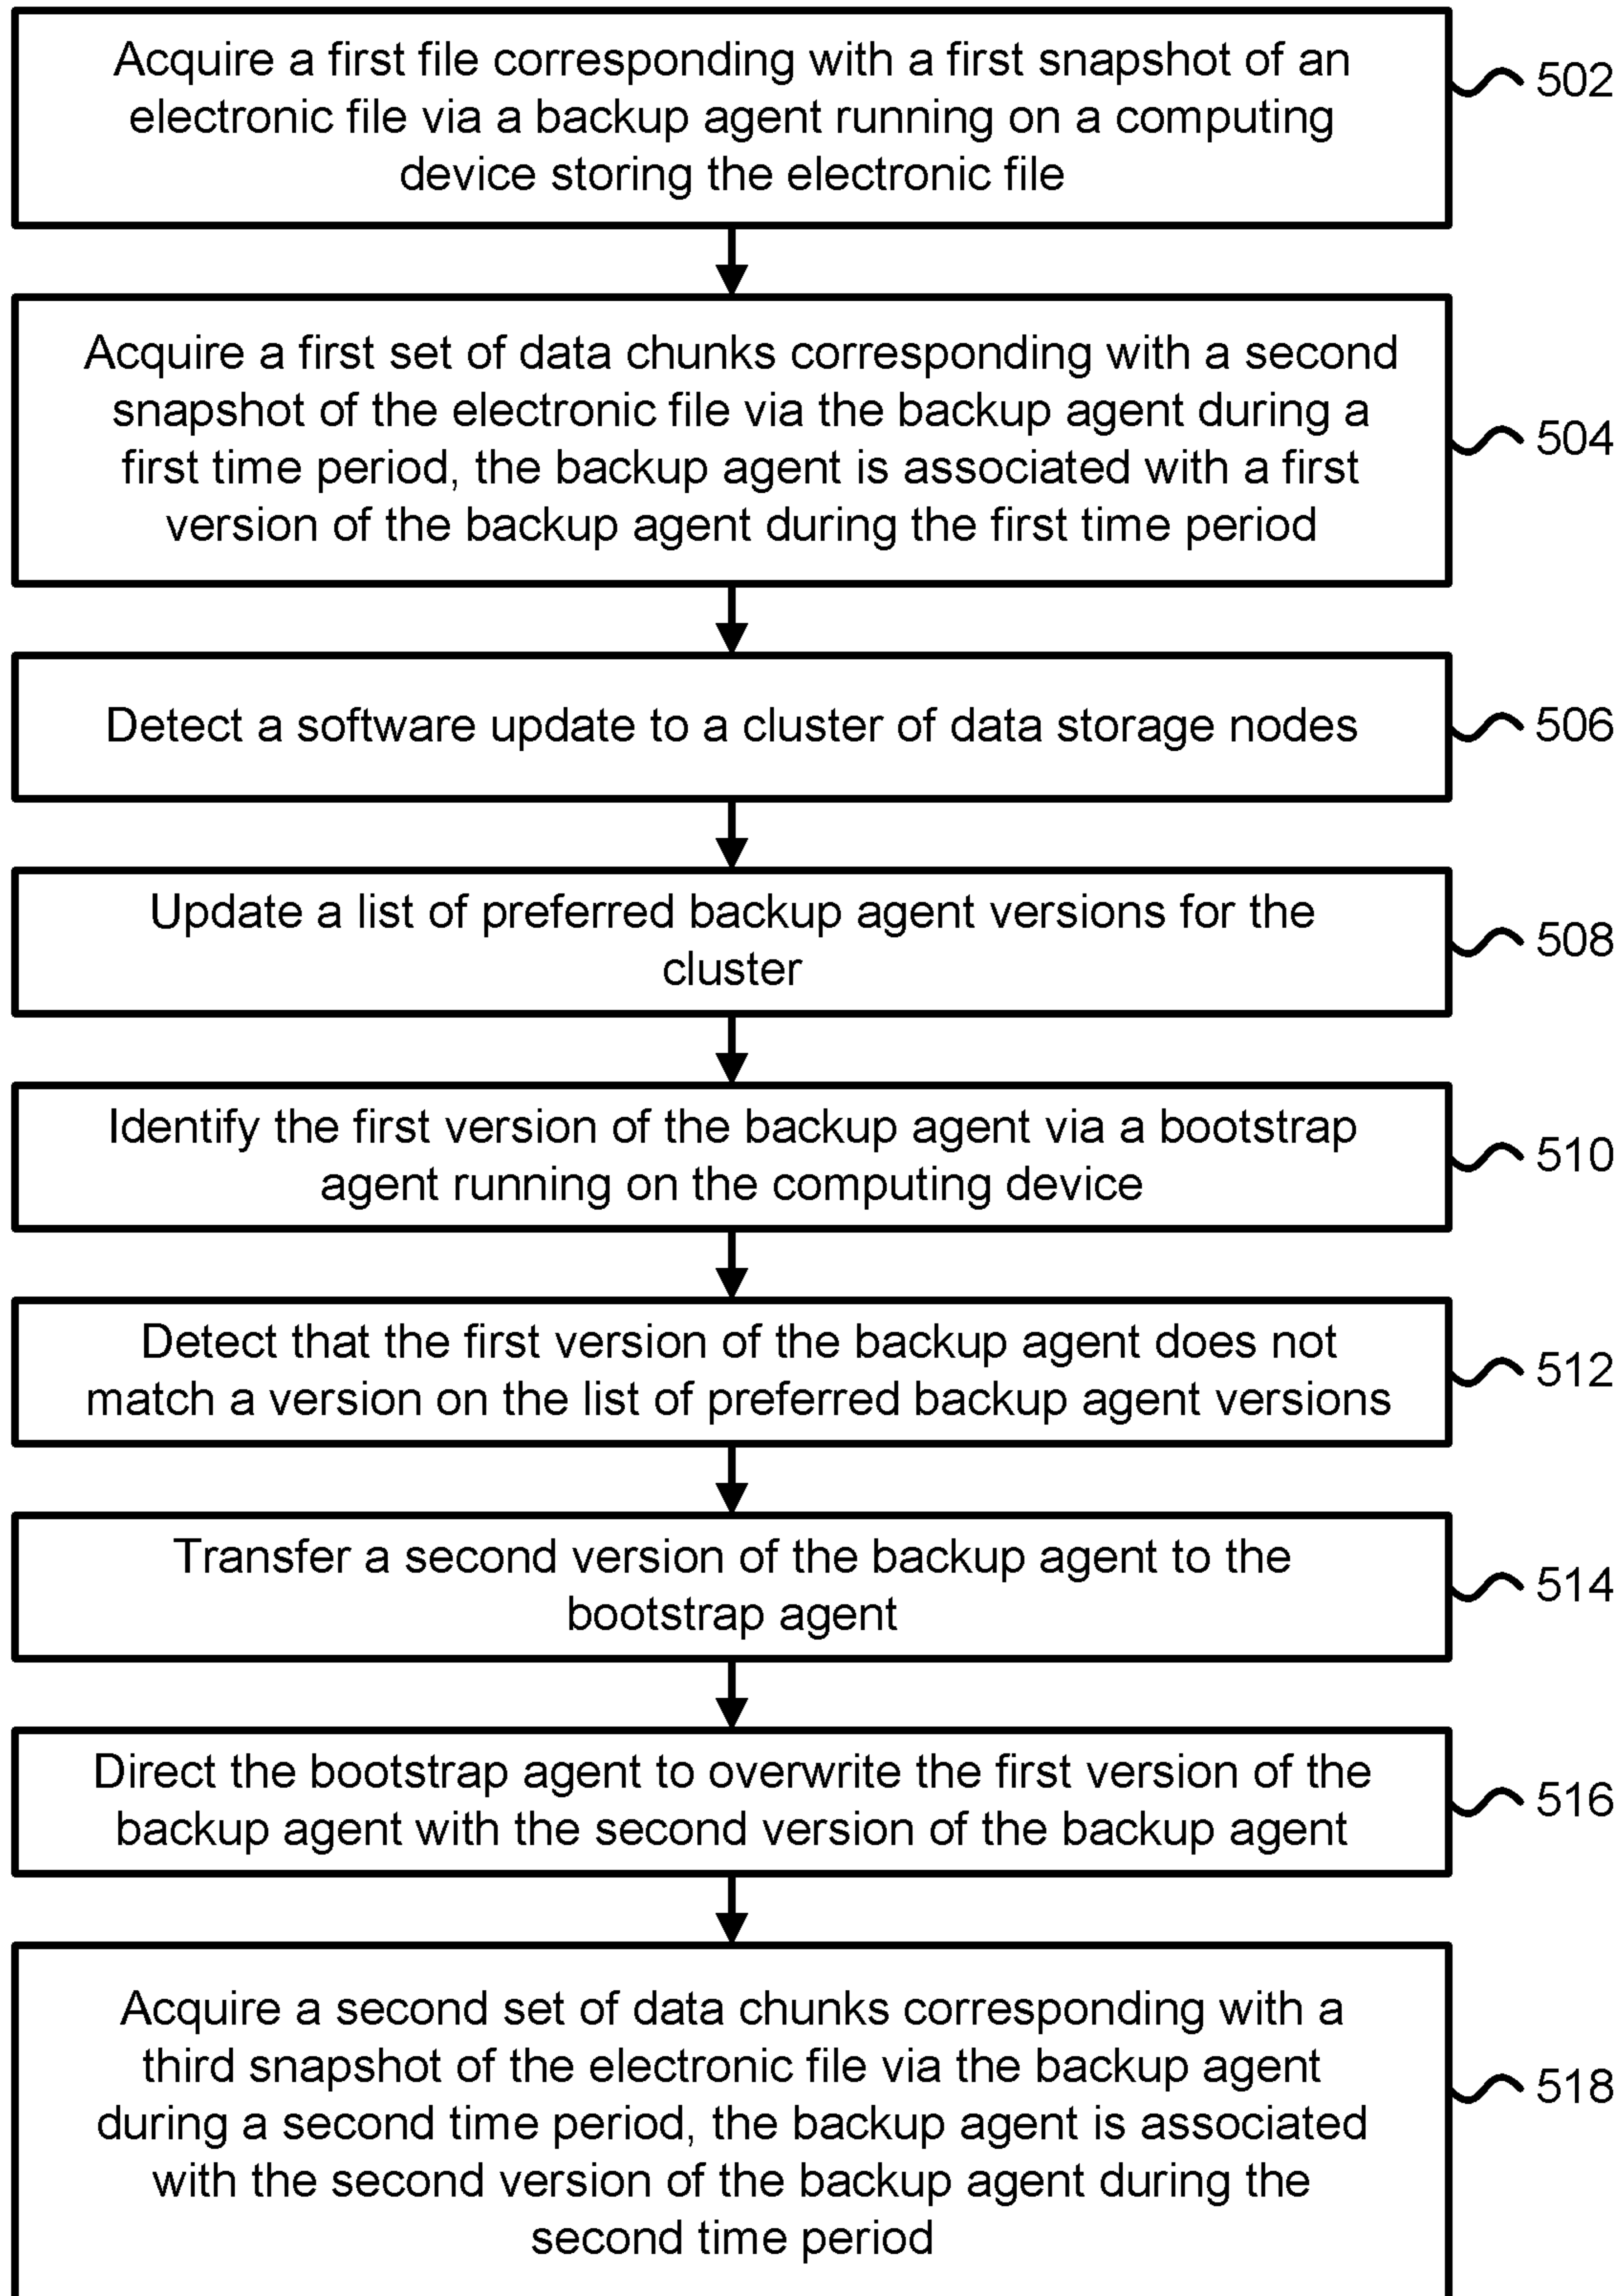 Acquire a first file corresponding with a first snapshot of an
electronic file via a backup agent running on a computing
device storing the electronic file
502
Acquire a first set of data chunks corresponding with a second
snapshot of the electronic file via the backup agent during a
first time period, the backup agent is associated with a first
version of the backup agent during the first time period
504
Detect a software update to a cluster of data storage nodes
506
Update a list of preferred backup agent versions for the
cluster
508
Identify the first version of the backup agent via a bootstrap
agent running on the computing device
510
Detect that the first version of the backup agent does not
match a version on the list of preferred backup agent versions
512
Transfer a second version of the backup agent to the
bootstrap agent
514
Direct the bootstrap agent to overwrite the first version of the
backup agent with the second version of the backup agent
516
Acquire a second set of data chunks corresponding with a
third snapshot of the electronic file via the backup agent
during a second time period, the backup agent is associated
with the second version of the backup agent during the
second time period
518